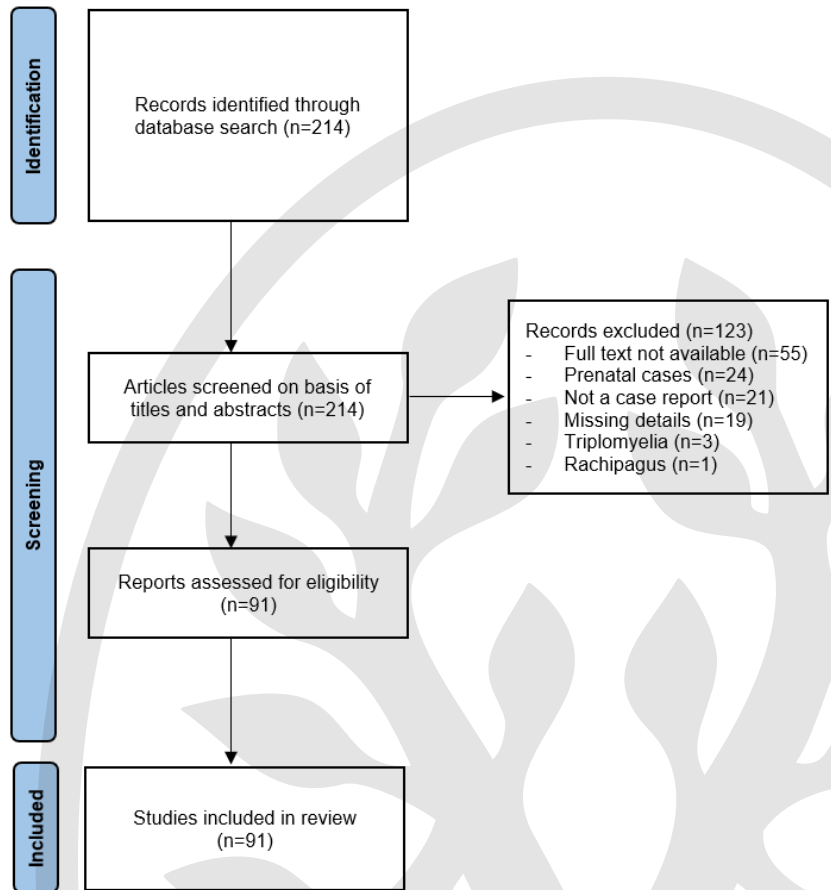 Identification
Records identified through
database search (n=214)
Screening
Articles screened on basis of
titles and abstracts (n=214)
Records excluded (n=123)
- Full text not available (n=55)
- Prenatal cases (n=24)
- Not a case report (n=21)
- Missing details (n=19)
- Triplomyelia (n=3)
- Rachipagus (n=1)
Reports assessed for eligibility
(n=91)
Included
Studies included in review
(n=91)